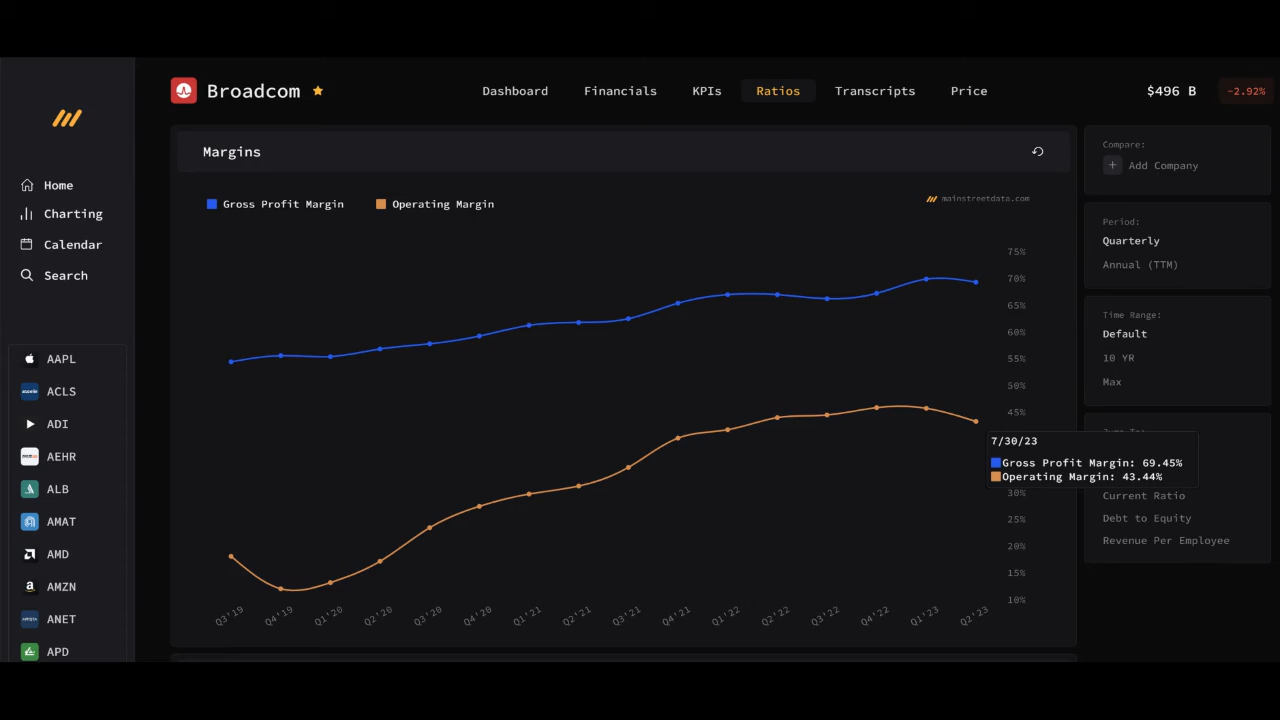 Broadcom
Dashboard Financials KPIs Ratios Transcripts Price
$496 B -2.92%
Home
Charting
Calendar
Search
AAPL
ACLS
ADI
AEHR
ALB
AMAT
AMD
AMZN
ANET
APD
Margins
Gross Profit Margin Operating Margin
mainstreetdata.com
75%
70%
65%
60%
55%
50%
45%
30%
25%
20%
15%
10%
Q3'19 Q4'19 Q1'20 Q2'20 Q3'20 Q4'20 Q1'21 Q2'21 Q3'21 Q4'21 Q1'22 Q2'22 Q3'22 Q4'22 Q1'23 Q2'23
7/30/23
Gross Profit Margin: 69.45%
Operating Margin: 43.44%
Compare:
+ Add Company
Period:
Quarterly
Annual (TTM)
Time Range:
Default
10 YR
Max
Current Ratio
Debt to Equity
Revenue Per Employee